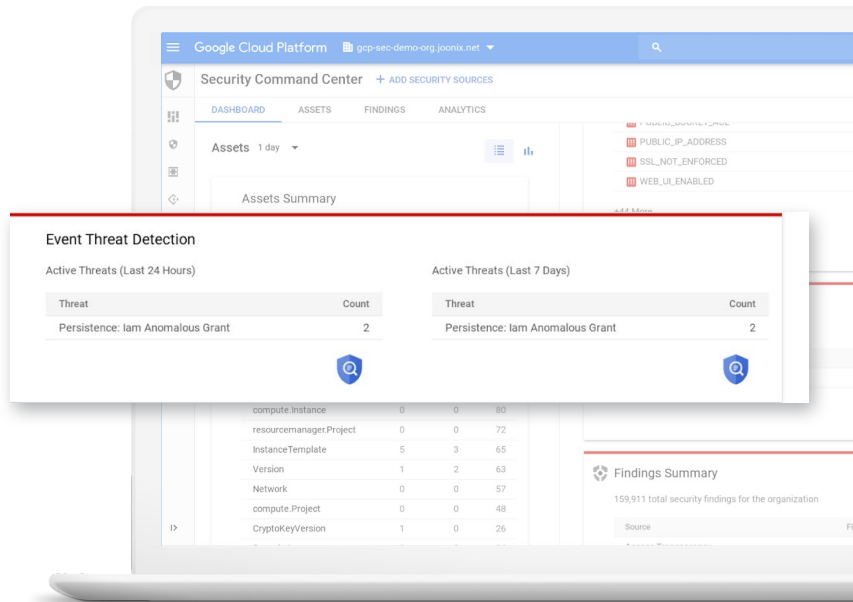 Google Cloud Platform gcp-sec-demo-org.joonix.net
Security Command Center + ADD SECURITY SOURCES
DASHBOARD ASSETS FINDINGS ANALYTICS
Assets 1 day
Assets Summary
PUBLIC_IP_ADDRESS
SSL_NOT_ENFORCED
WEB_UI_ENABLED
+44 More
Event Threat Detection
Active Threats (Last 24 Hours)
Threat Count
Persistence: Iam Anomalous Grant 2
Active Threats (Last 7 Days)
Threat Count
Persistence: Iam Anomalous Grant 2
compute.Instance 0 0 80
resourcemanager.Project 0 0 72
InstanceTemplate 5 3 65
Version 1 2 63
Network 0 0 57
compute.Project 0 0 48
CryptoKeyVersion 1 0 26
Findings Summary
159,911 total security findings for the organization
Source Fi